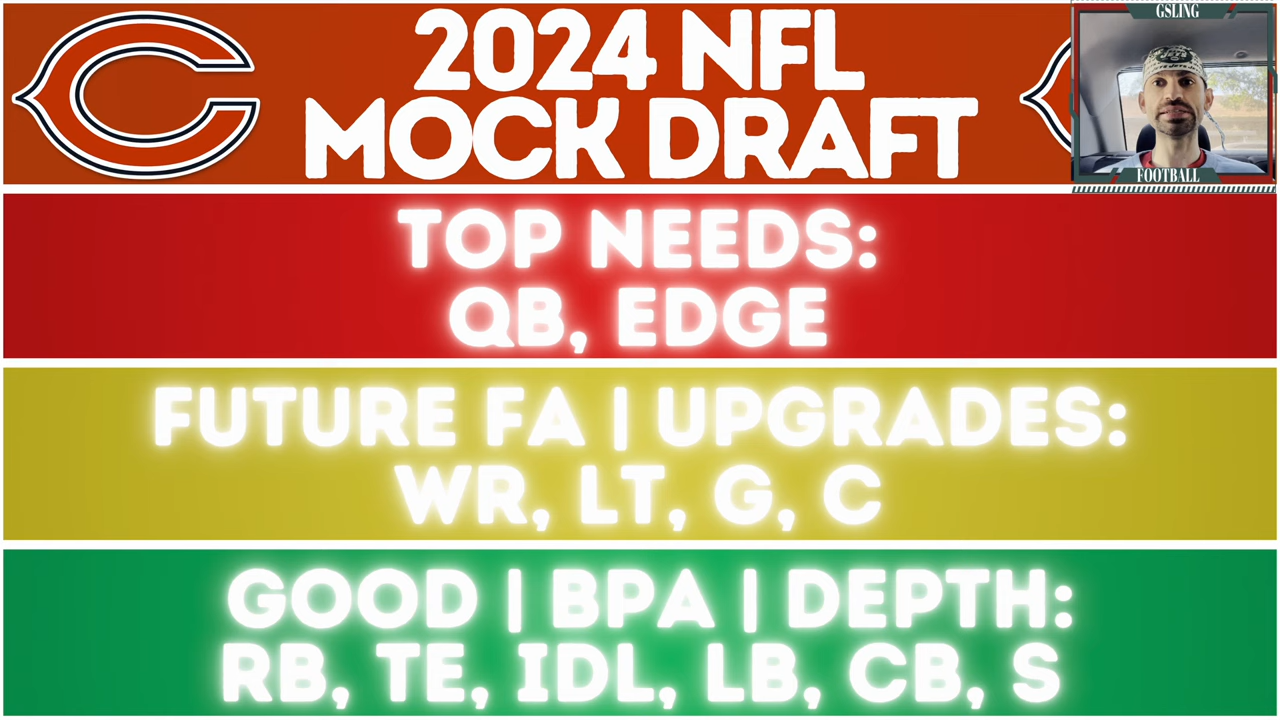 2024 NFL
MOCK DRAFT
GSLING
JETS
FOOTBALL
TOP NEEDS:
QB, EDGE
FUTURE FA | UPGRADES:
WR, LT, G, C
GOOD | BPA | DEPTH:
RB, TE, IDL, LB, CB, S